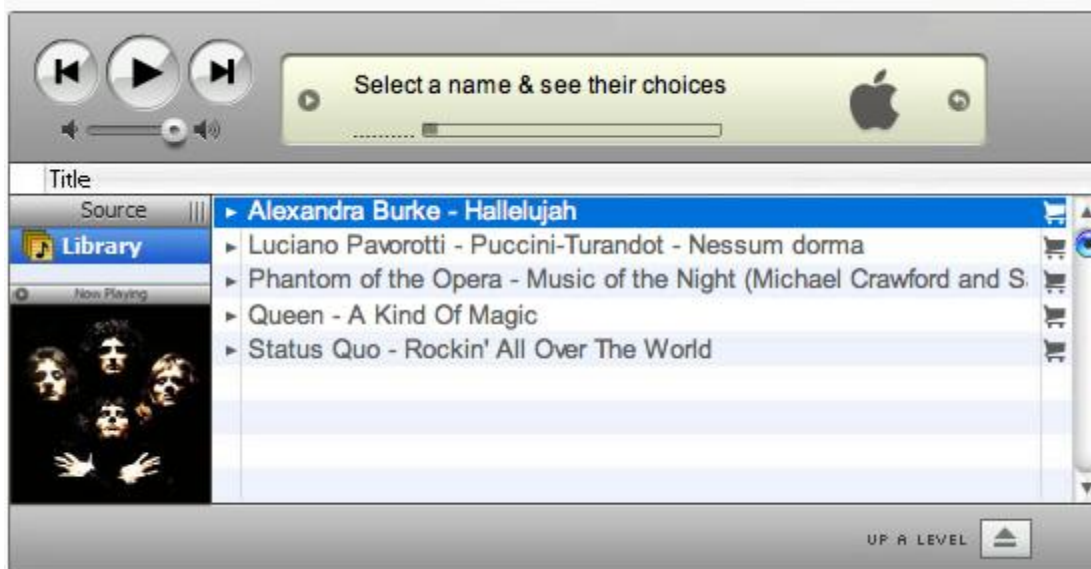 Select a name & see their choices
Title
Source
Library
Now Playing
Alexandra Burke - Hallelujah
Luciano Pavorotti - Puccini-Turandot - Nessum dorma
Phantom of the Opera - Music of the Night (Michael Crawford and S
Queen - A Kind Of Magic
Status Quo - Rockin' All Over The World
UP A LEVEL